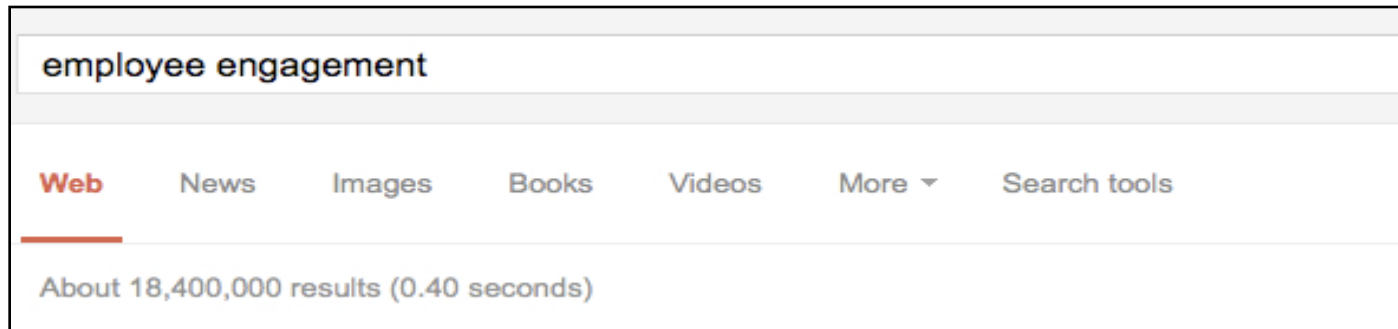 employee engagement
Web News Images Books Videos More Search tools
About 18,400,000 results (0.40 seconds)